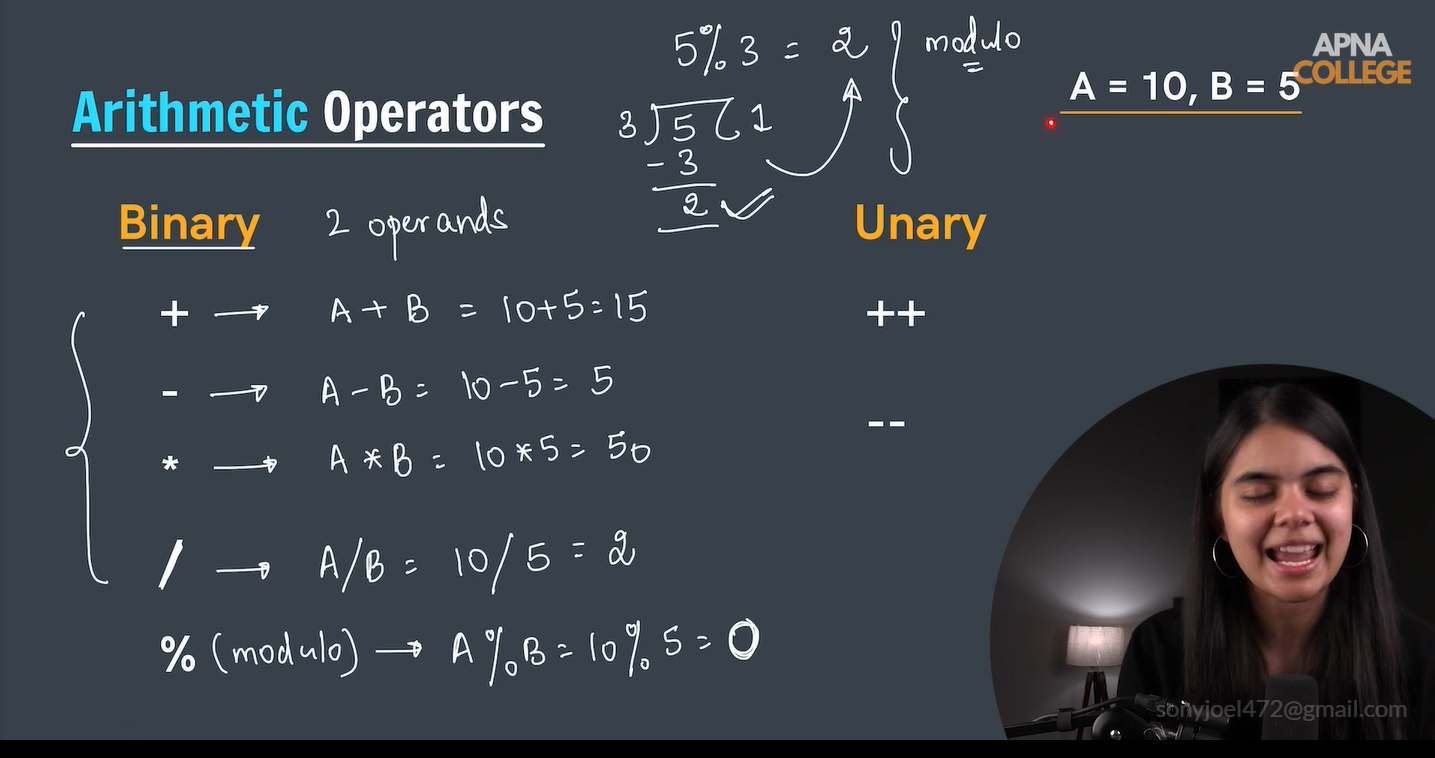 5%3 = 2 } modulo
APNA
COLLEGE
A = 10, B = 5
Arithmetic Operators
3)5(1
-3
2
Binary 2 operands
Unary
+ → A + B = 10+5=15
++
- → A - B = 10-5= 5
--
* → A * B = 10*5= 50
/ → A/B = 10/5 = 2
% (modulo) → A%B = 10%5 = 0
sonyjoel472@gmail.com